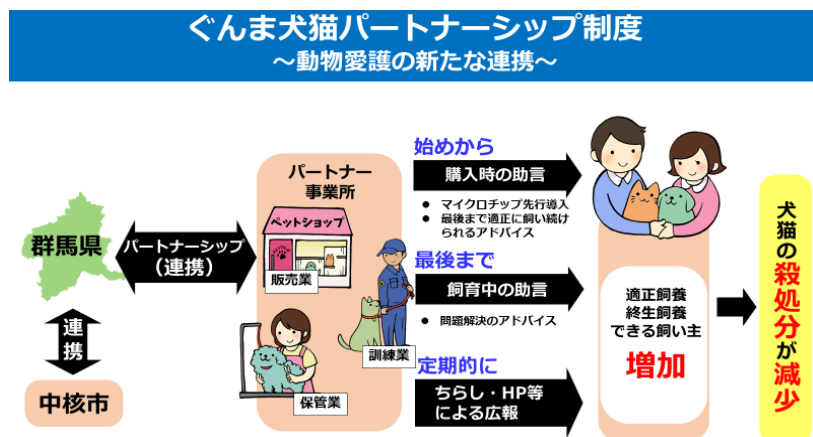 ぐんま犬猫パートナーシップ制度
～動物愛護の新たな連携～
群馬県
パートナーシップ
（連携）
連携
中核市
パートナー
事業所
ペットショップ
販売業
訓練業
保管業
始めから
購入時の助言
● マイクロチップ先行導入
● 最後まで適正に飼い続け
られるアドバイス
最後まで
飼育中の助言
● 問題解決のアドバイス
定期的に
ちらし・HP等
による広報
適正飼養
終生飼養
できる飼い主
増加
犬猫の殺処分が減少